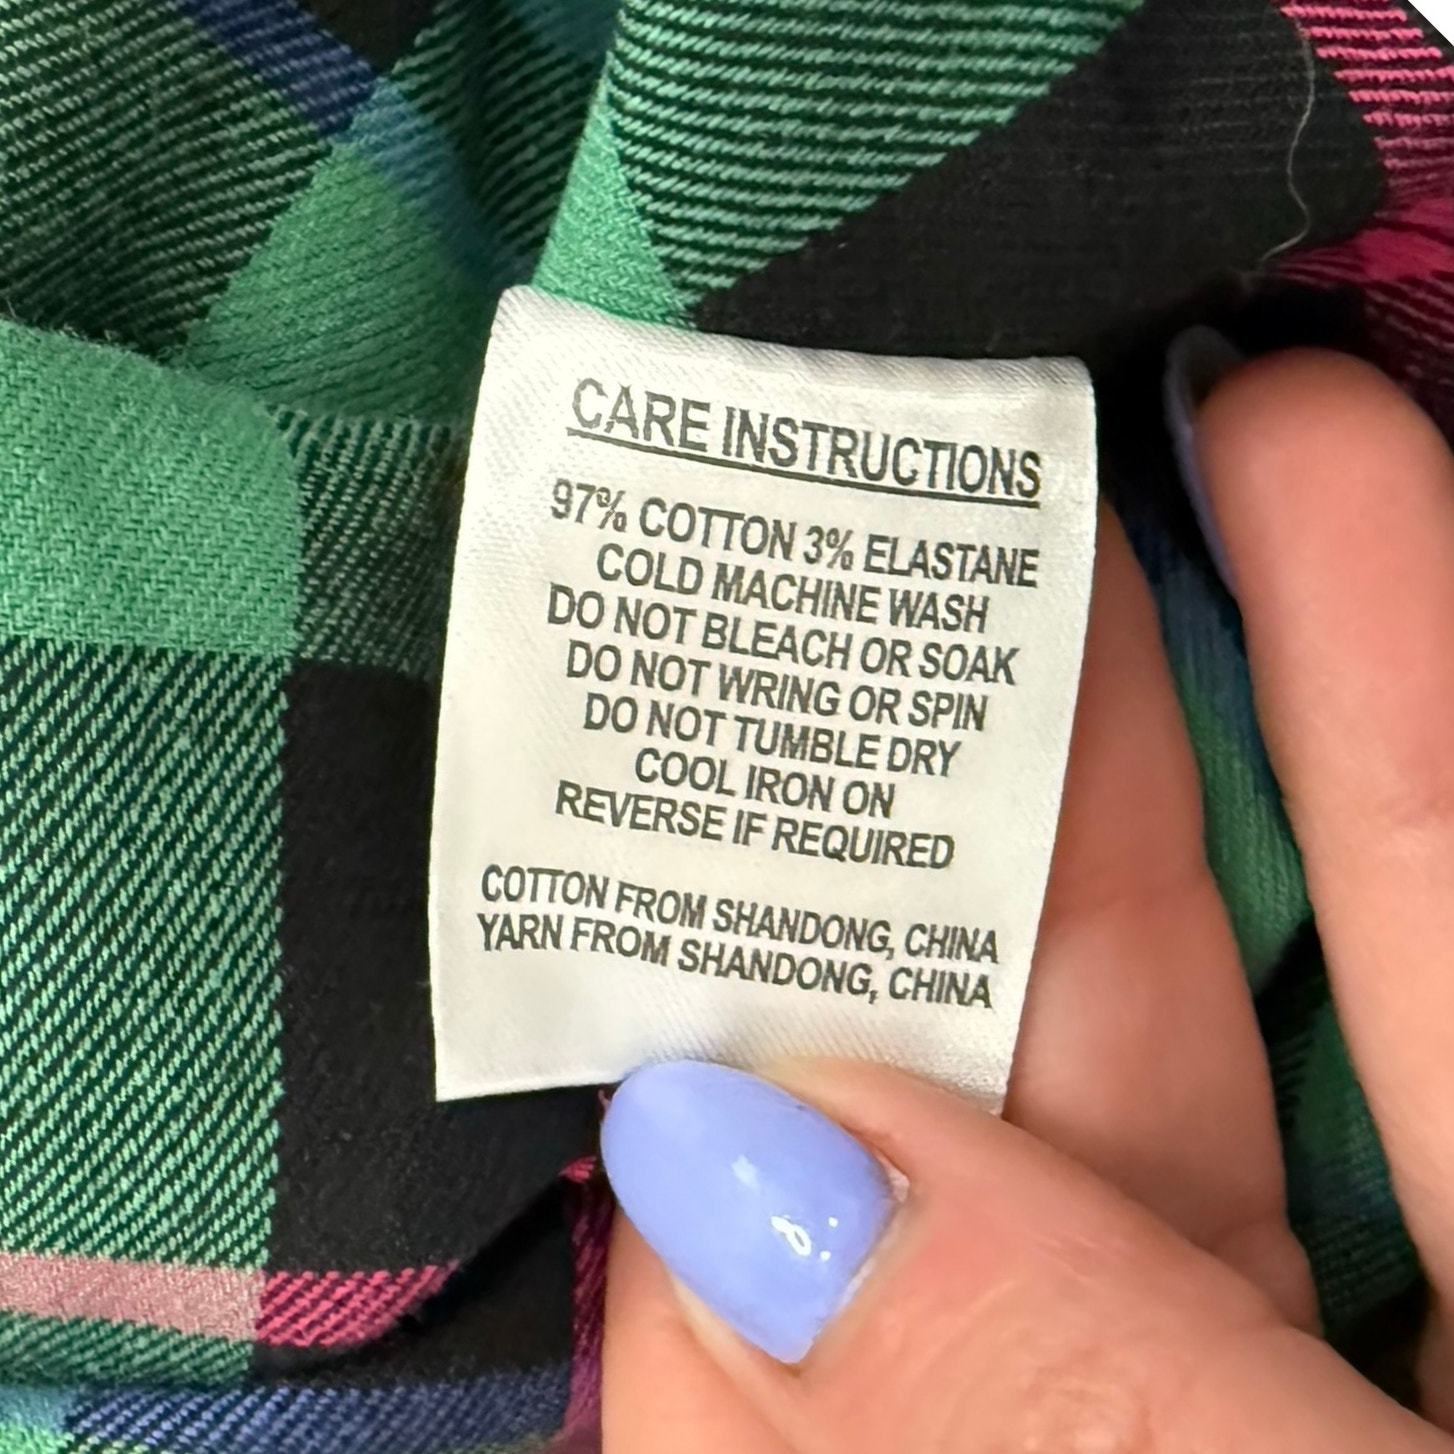 CARE INSTRUCTIONS
97% COTTON 3% ELASTANE
COLD MACHINE WASH
DO NOT BLEACH OR SOAK
DO NOT WRING OR SPIN
DO NOT TUMBLE DRY
COOL IRON ON
REVERSE IF REQUIRED
COTTON FROM SHANDONG, CHINA
YARN FROM SHANDONG, CHINA